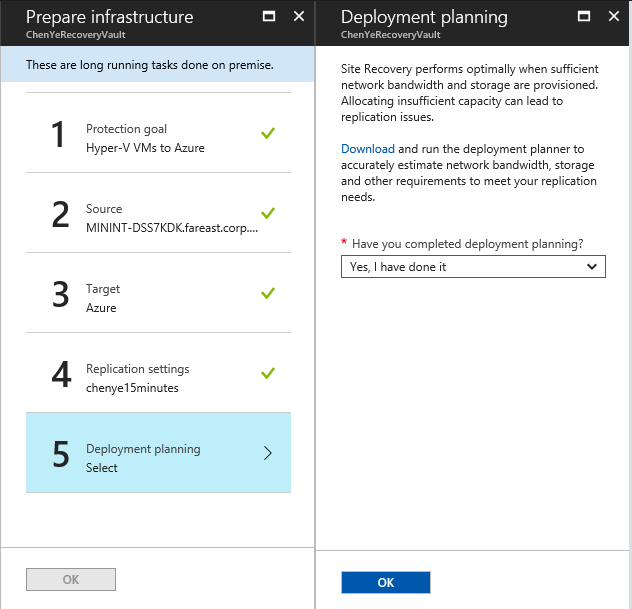 Prepare infrastructure
ChenYeRecoveryVault
These are long running tasks done on premise.
1
Protection goal
Hyper-V VMs to Azure
2
Source
MININT-DSS7KDK.fareast.corp....
3
Target
Azure
4
Replication settings
chenye15minutes
5
Deployment planning
Select
OK
Deployment planning
ChenYeRecoveryVault
Site Recovery performs optimally when sufficient
network bandwidth and storage are provisioned.
Allocating insufficient capacity can lead to
replication issues.
Download and run the deployment planner to
accurately estimate network bandwidth, storage
and other requirements to meet your replication
needs.
* Have you completed deployment planning?
Yes, I have done it
OK